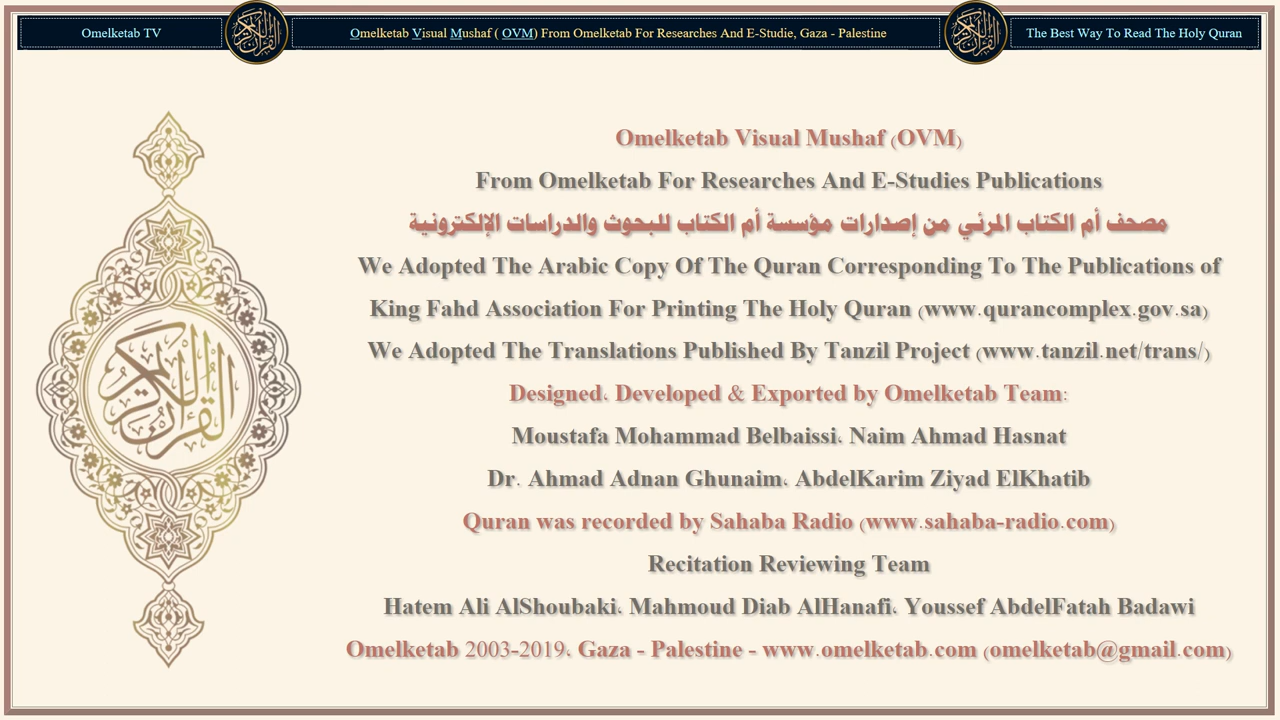 Omelketab TV
Omelketab Visual Mushaf ( OVM) From Omelketab For Researches And E-Studie, Gaza - Palestine
The Best Way To Read The Holy Quran
القرآن الكريم
Omelketab Visual Mushaf (OVM)
From Omelketab For Researches And E-Studies Publications
مصحف أم الكتاب المرئي من إصدارات مؤسسة أم الكتاب للبحوث والدراسات الإلكترونية
We Adopted The Arabic Copy Of The Quran Corresponding To The Publications of
King Fahd Association For Printing The Holy Quran (www.qurancomplex.gov.sa)
We Adopted The Translations Published By Tanzil Project (www.tanzil.net/trans/)
Designed، Developed & Exported by Omelketab Team:
Moustafa Mohammad Belbaissi، Naim Ahmad Hasnat
Dr. Ahmad Adnan Ghunaim، AbdelKarim Ziyad ElKhatib
Quran was recorded by Sahaba Radio (www.sahaba-radio.com)
Recitation Reviewing Team
Hatem Ali AlShoubaki، Mahmoud Diab AlHanafi، Youssef AbdelFatah Badawi
Omelketab 2003-2019، Gaza - Palestine - www.omelketab.com (omelketab@gmail.com)